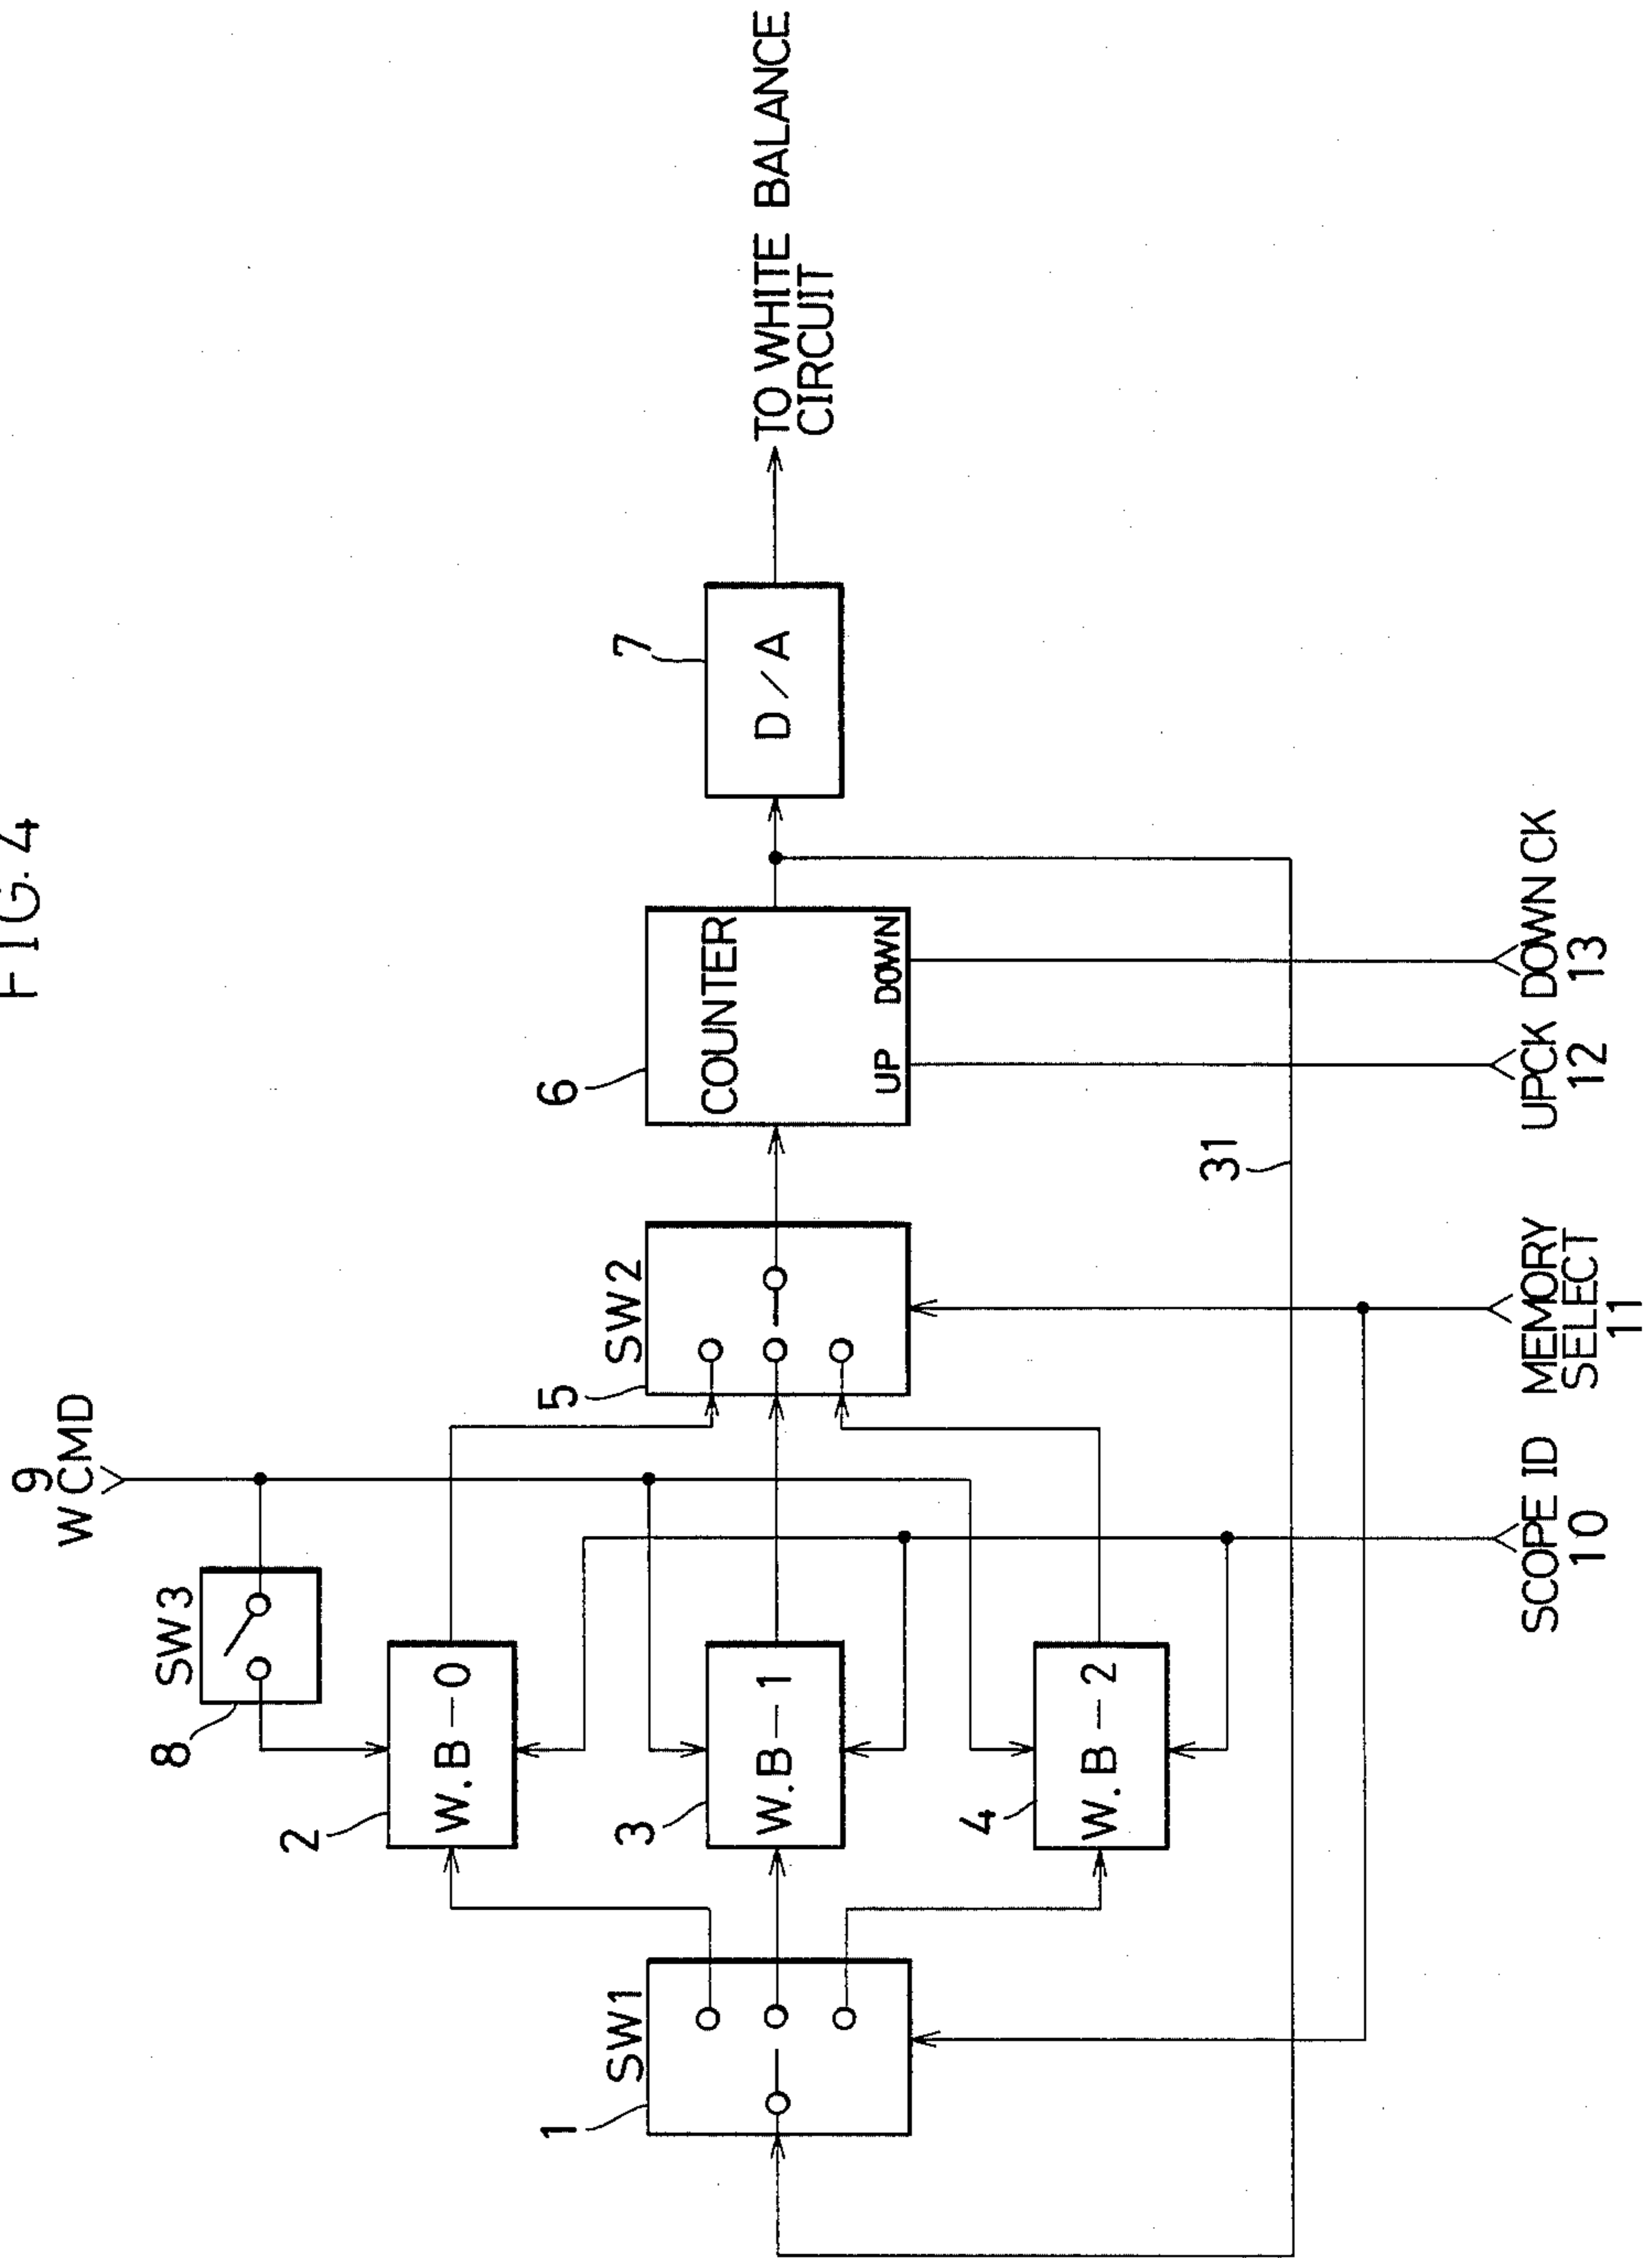 FIG. 4
9
W CMD
SW3
8
2
W.B-0
SW1
1
3
W.B-1
4
W.B-2
SW2
5
6
COUNTER
UP
DOWN
7
D/A
TO WHITE BALANCE
CIRCUIT
31
SCOPE ID
10
MEMORY
SELECT
11
UPCK
12
DOWN CK
13